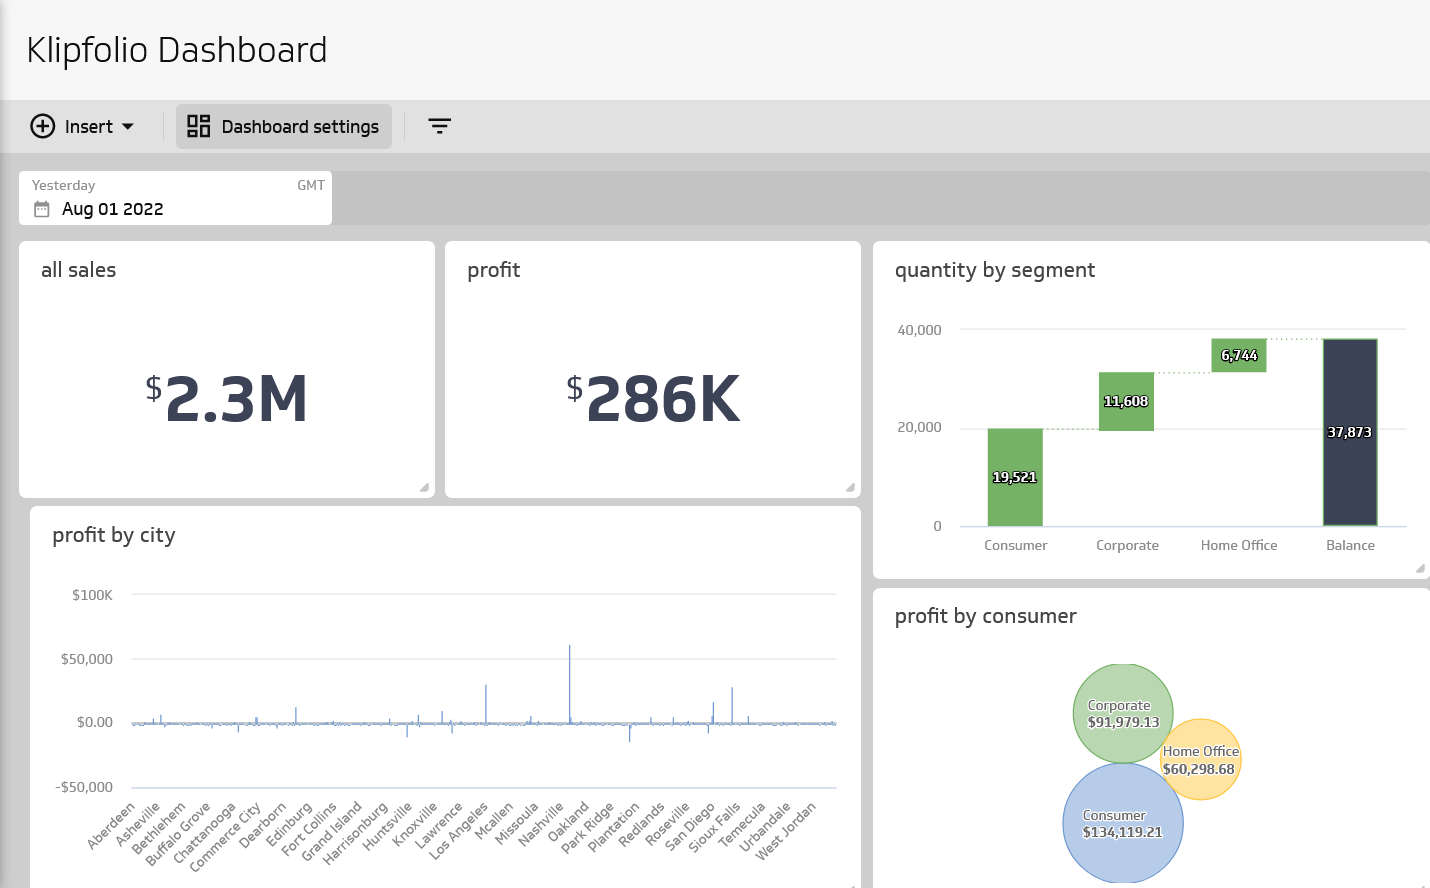 Klipfolio Dashboard
Insert
Dashboard settings
Yesterday GMT
Aug 01 2022
all sales
$2.3M
profit
$286K
quantity by segment
40,000
20,000
0
19,521
11,608
6,744
37,873
Consumer Corporate Home Office Balance
profit by city
$100K
$50,000
$0.00
-$50,000
Aberdeen
Asheville
Bethlehem
Buffalo Grove
Chattanooga
Commerce City
Dearborn
Edinburg
Fort Collins
Grand Island
Harrisonburg
Huntsville
Knoxville
Lawrence
Los Angeles
Mcallen
Missoula
Nashville
Oakland
Park Ridge
Plantation
Redlands
Roseville
San Diego
Sioux Falls
Temecula
Urbandale
West Jordan
profit by consumer
Corporate
$91,979.13
Home Office
$60,298.68
Consumer
$134,119.21